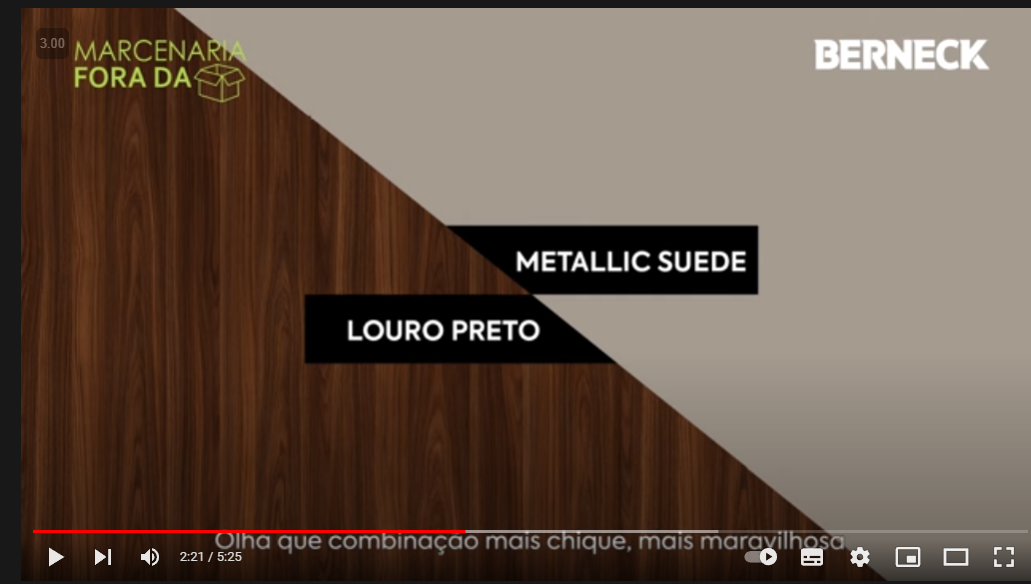 3.00
MARCENARIA
FORA DA
BERNECK
METALLIC SUEDE
LOURO PRETO
Olha que combinação mais chique, mais maravilhosa
2:21 / 5:25